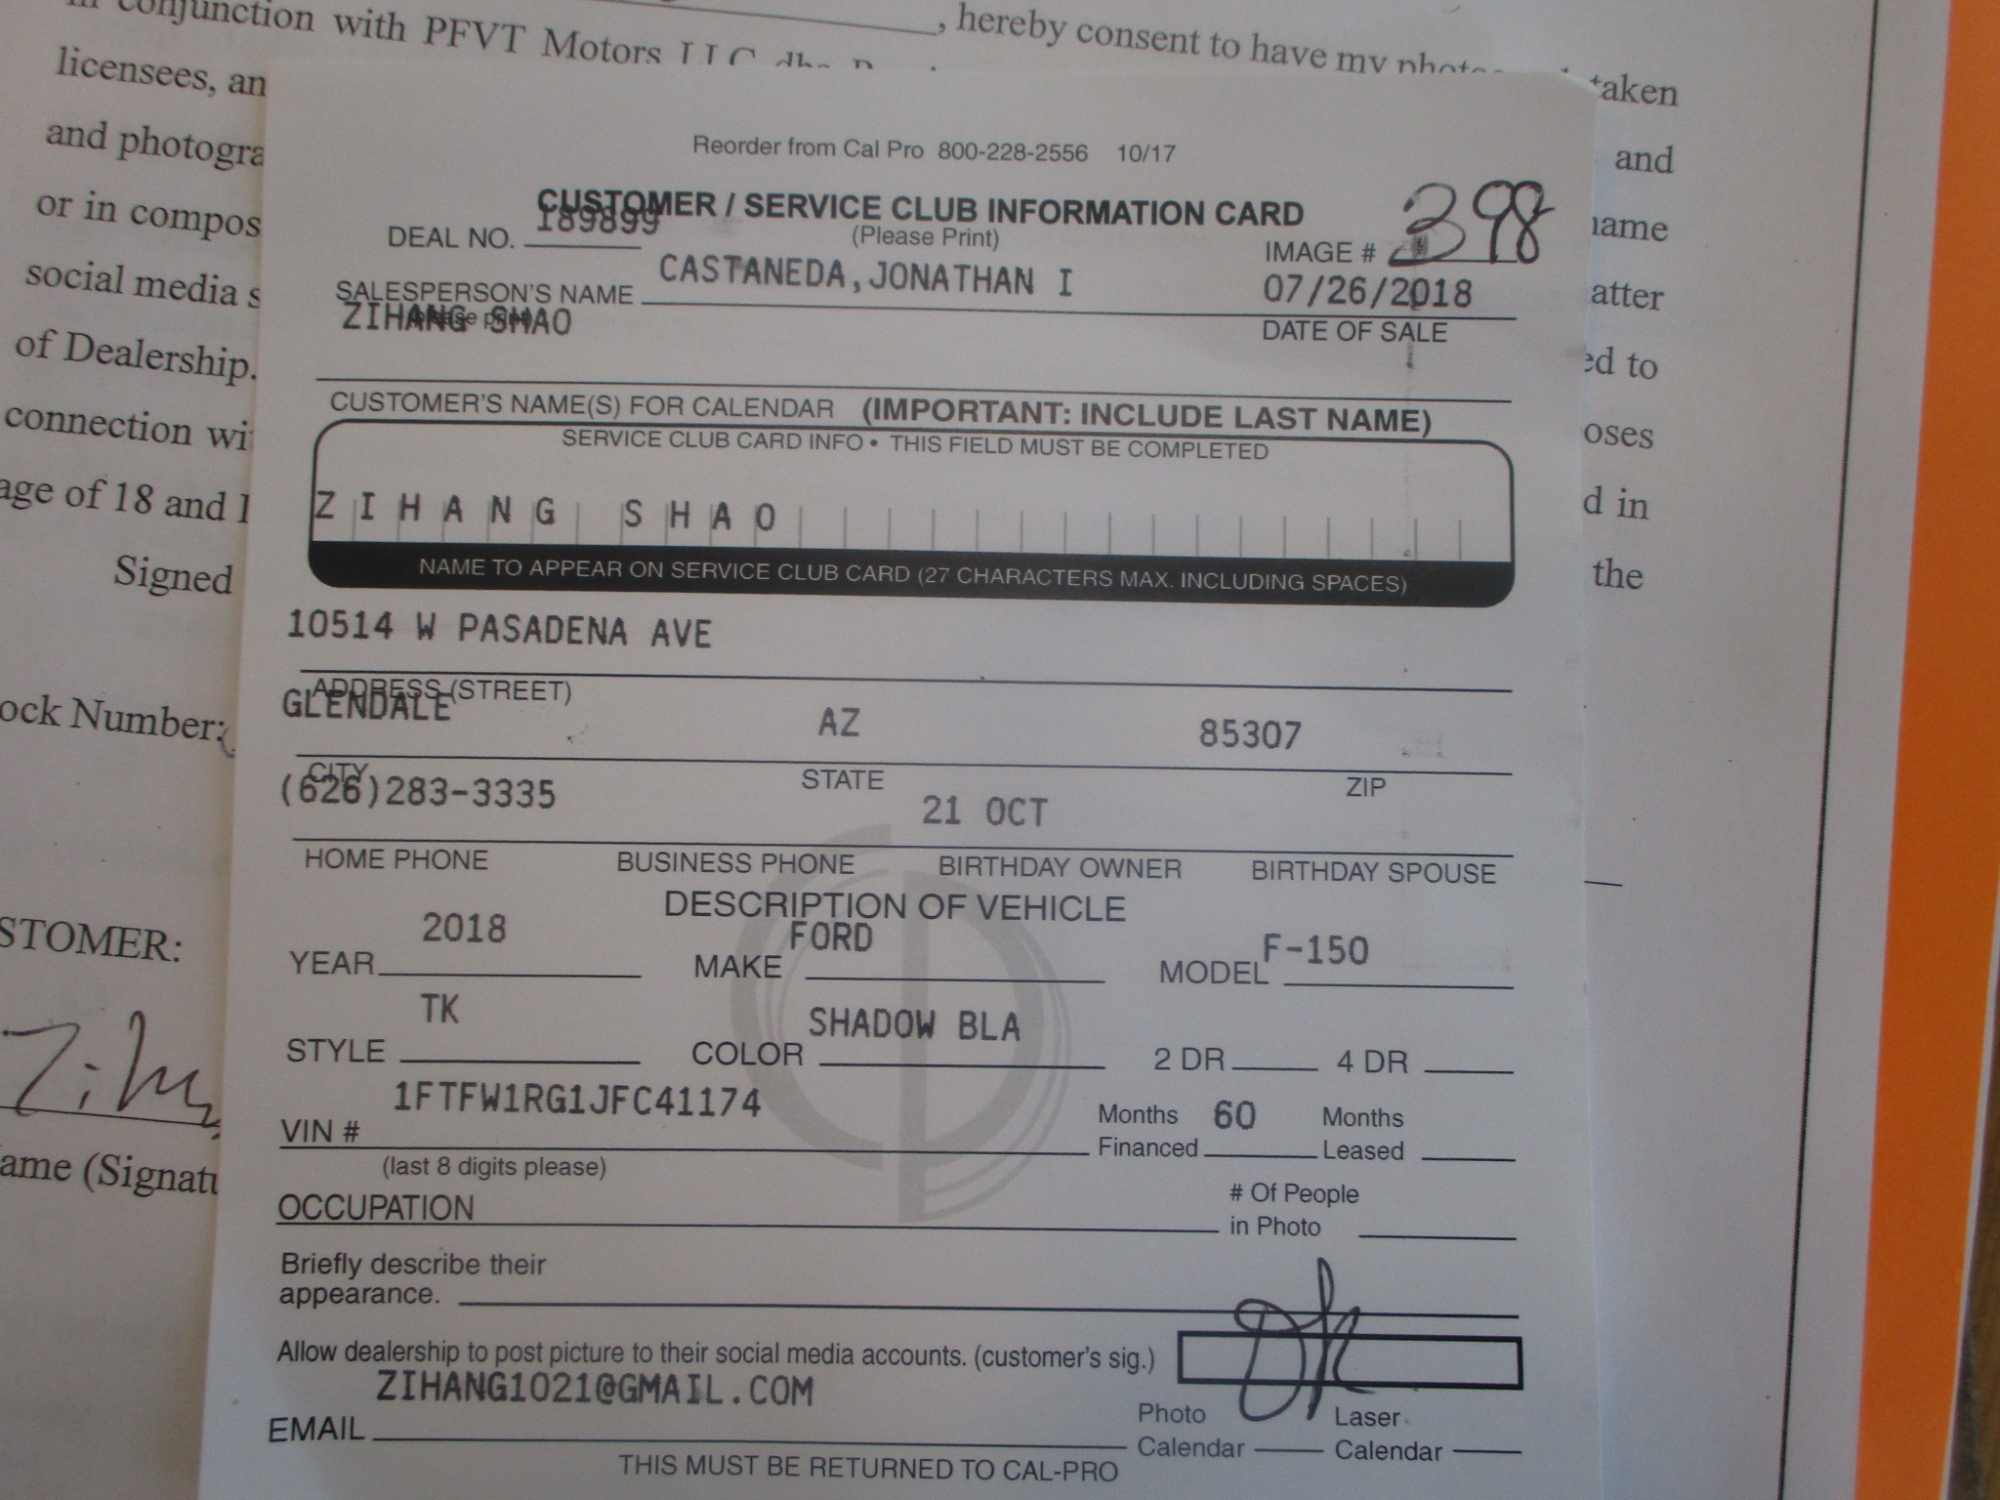 conjunction with PFVT Motors LLC dba
, hereby consent to have my taken
licensees, an
and photogra and
or in compos name
social media s atter
of Dealership. ed to
connection wi oses
age of 18 and I d in
Signed the
ock Number:
STOMER:
ame (Signatu
Reorder from Cal Pro 800-228-2556 10/17
CUSTOMER / SERVICE CLUB INFORMATION CARD
DEAL NO. 189899 (Please Print) IMAGE # 398
SALESPERSON'S NAME CASTANEDA,JONATHAN I 07/26/2018
(please print) DATE OF SALE
ZIHANG SHAO
CUSTOMER'S NAME(S) FOR CALENDAR (IMPORTANT: INCLUDE LAST NAME)
SERVICE CLUB CARD INFO • THIS FIELD MUST BE COMPLETED
ZIHANG SHAO
NAME TO APPEAR ON SERVICE CLUB CARD (27 CHARACTERS MAX. INCLUDING SPACES)
10514 W PASADENA AVE
ADDRESS (STREET)
GLENDALE AZ 85307
CITY STATE ZIP
(626)283-3335 21 OCT
HOME PHONE BUSINESS PHONE BIRTHDAY OWNER BIRTHDAY SPOUSE
DESCRIPTION OF VEHICLE
YEAR 2018 MAKE FORD MODEL F-150
STYLE TK COLOR SHADOW BLA 2 DR 4 DR
VIN # 1FTFW1RG1JFC41174 Months Financed 60 Months Leased
(last 8 digits please)
OCCUPATION # Of People in Photo
Briefly describe their
appearance.
Allow dealership to post picture to their social media accounts. (customer's sig.)
EMAIL ZIHANG1021@GMAIL.COM Photo Calendar Laser Calendar
THIS MUST BE RETURNED TO CAL-PRO